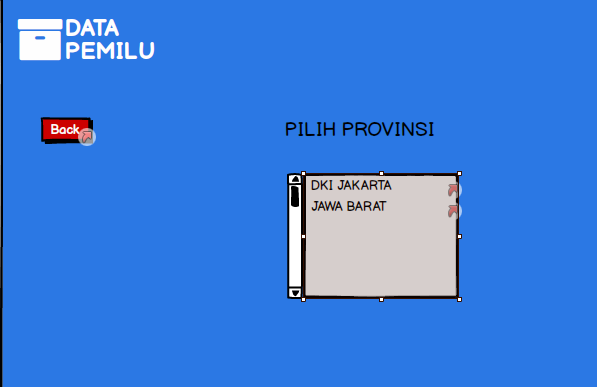 DATA
PEMILU
Back
PILIH PROVINSI
DKI JAKARTA
JAWA BARAT